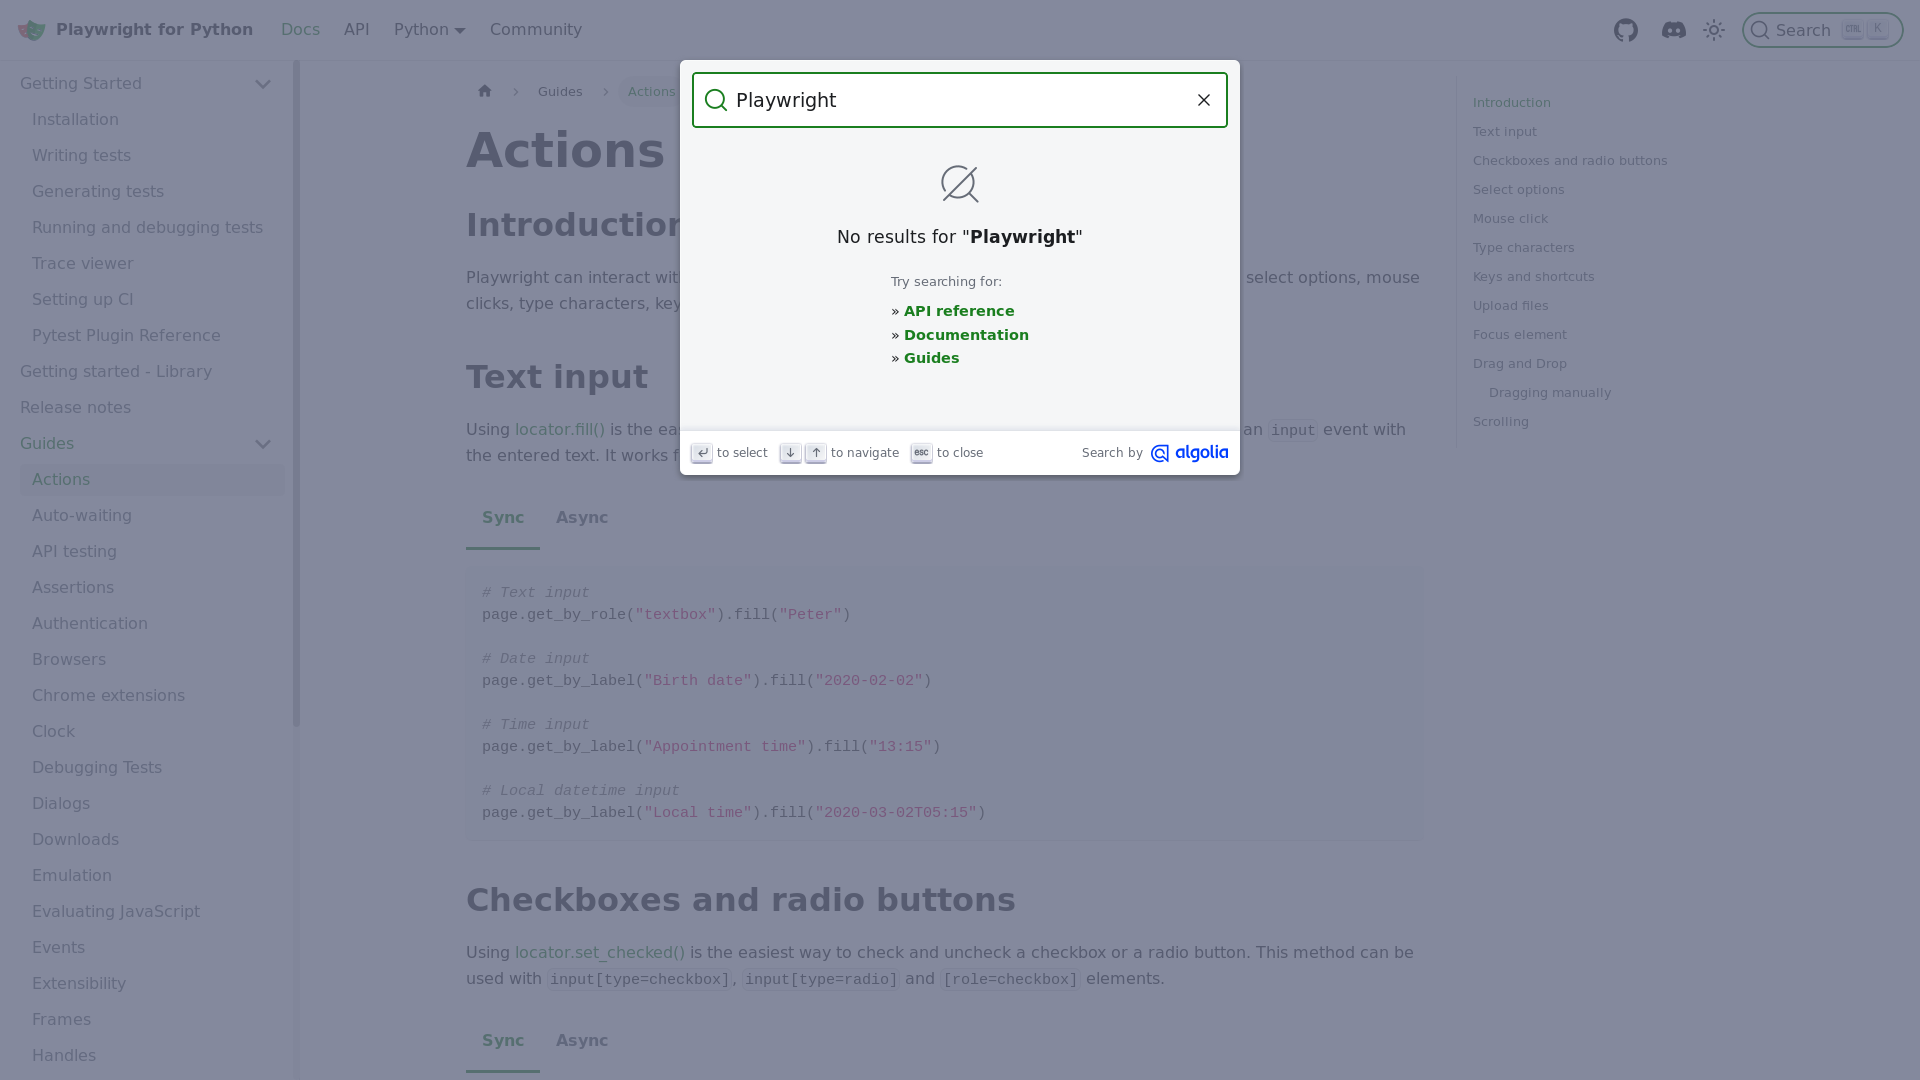 Playwright for Python
Docs
API
Python
Community
Search
CTRL
K
Getting Started
Installation
Writing tests
Generating tests
Running and debugging tests
Trace viewer
Setting up CI
Pytest Plugin Reference
Getting started - Library
Release notes
Guides
Actions
Auto-waiting
API testing
Assertions
Authentication
Browsers
Chrome extensions
Clock
Debugging Tests
Dialogs
Downloads
Emulation
Evaluating JavaScript
Events
Extensibility
Frames
Handles
Guides
Actions
Actions
Introduction
Playwright can interact wit
select options, mouse
clicks, type characters, key
Text input
Using locator.fill() is the ea
an input event with
the entered text. It works f
Sync
Async
# Text input
page.get_by_role("textbox").fill("Peter")
# Date input
page.get_by_label("Birth date").fill("2020-02-02")
# Time input
page.get_by_label("Appointment time").fill("13:15")
# Local datetime input
page.get_by_label("Local time").fill("2020-03-02T05:15")
Checkboxes and radio buttons
Using locator.set_checked() is the easiest way to check and uncheck a checkbox or a radio button. This method can be
used with input[type=checkbox], input[type=radio] and [role=checkbox] elements.
Sync
Async
Playwright
No results for "Playwright"
Try searching for:
» API reference
» Documentation
» Guides
to select
to navigate
esc to close
Search by algolia
Introduction
Text input
Checkboxes and radio buttons
Select options
Mouse click
Type characters
Keys and shortcuts
Upload files
Focus element
Drag and Drop
Dragging manually
Scrolling